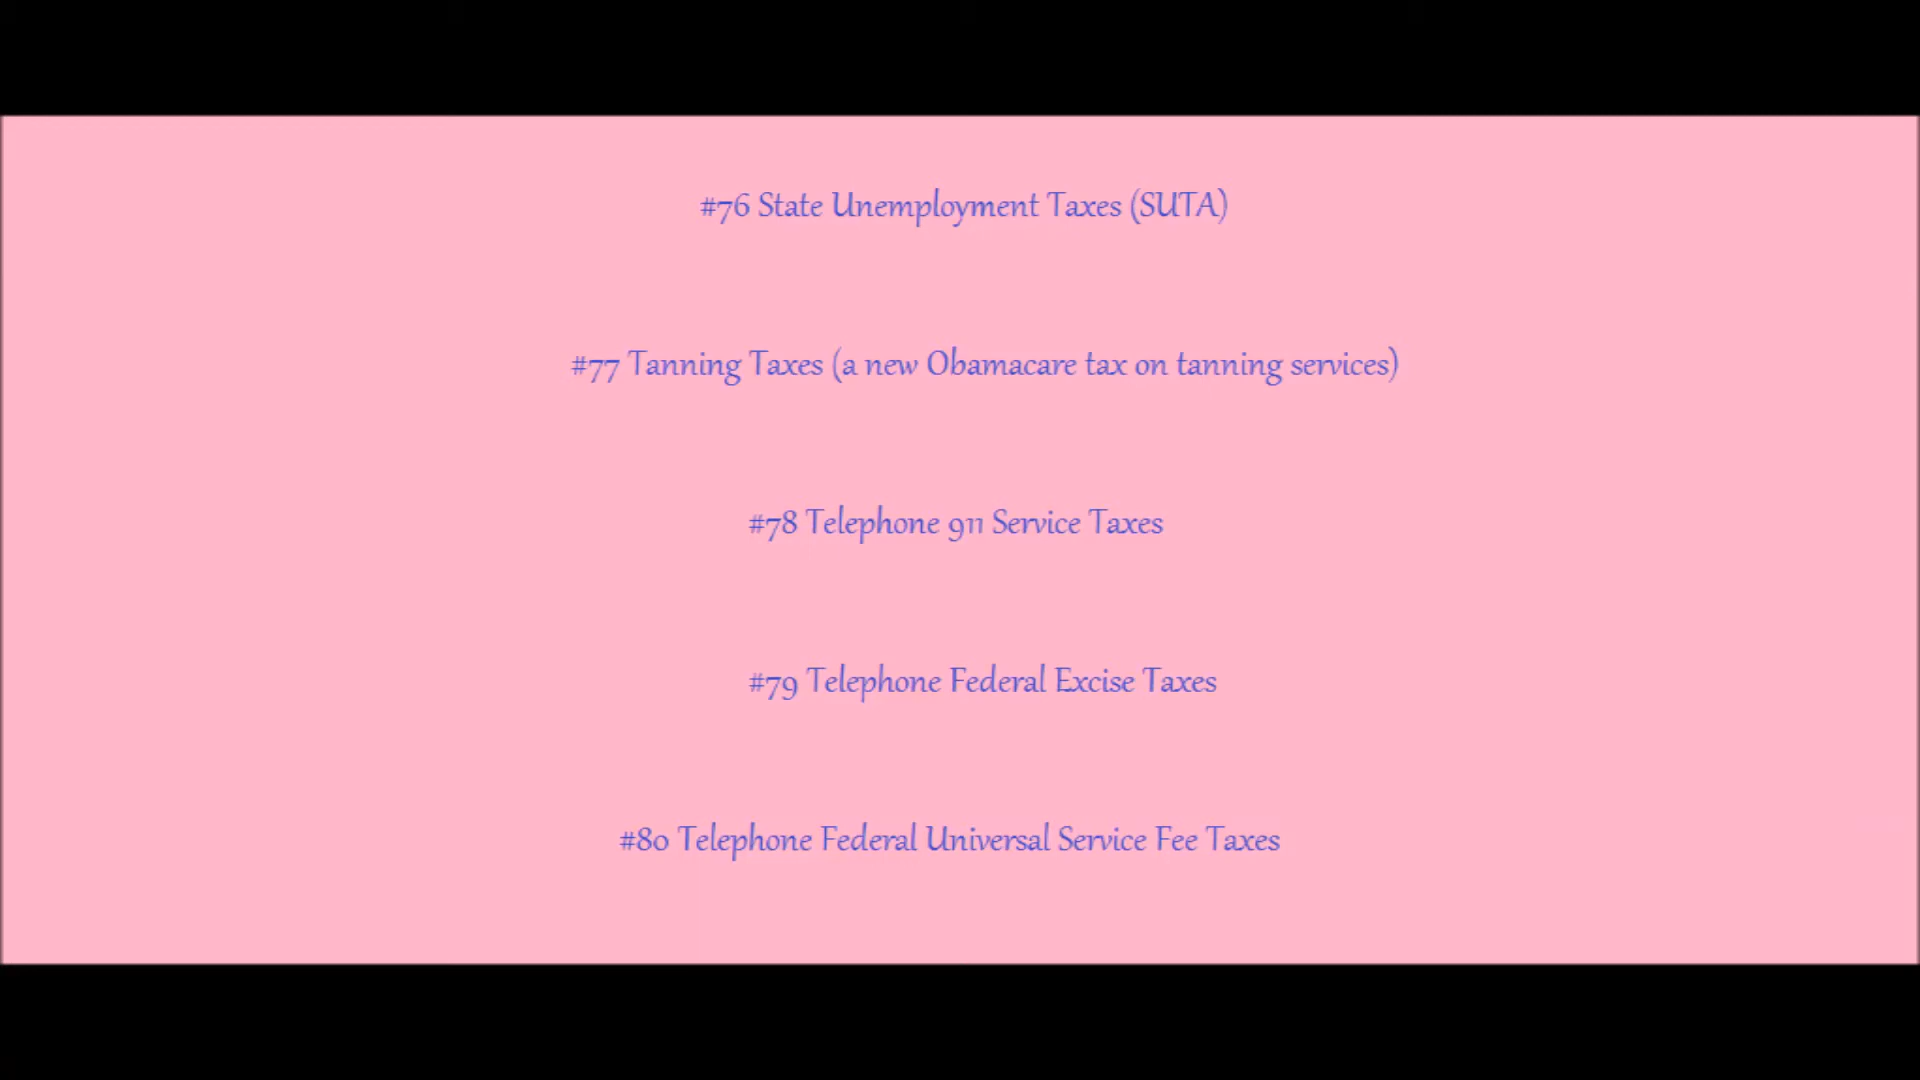 #76 State Unemployment Taxes (SUTA)
#77 Tanning Taxes (a new Obamacare tax on tanning services)
#78 Telephone 911 Service Taxes
#79 Telephone Federal Excise Taxes
#80 Telephone Federal Universal Service Fee Taxes